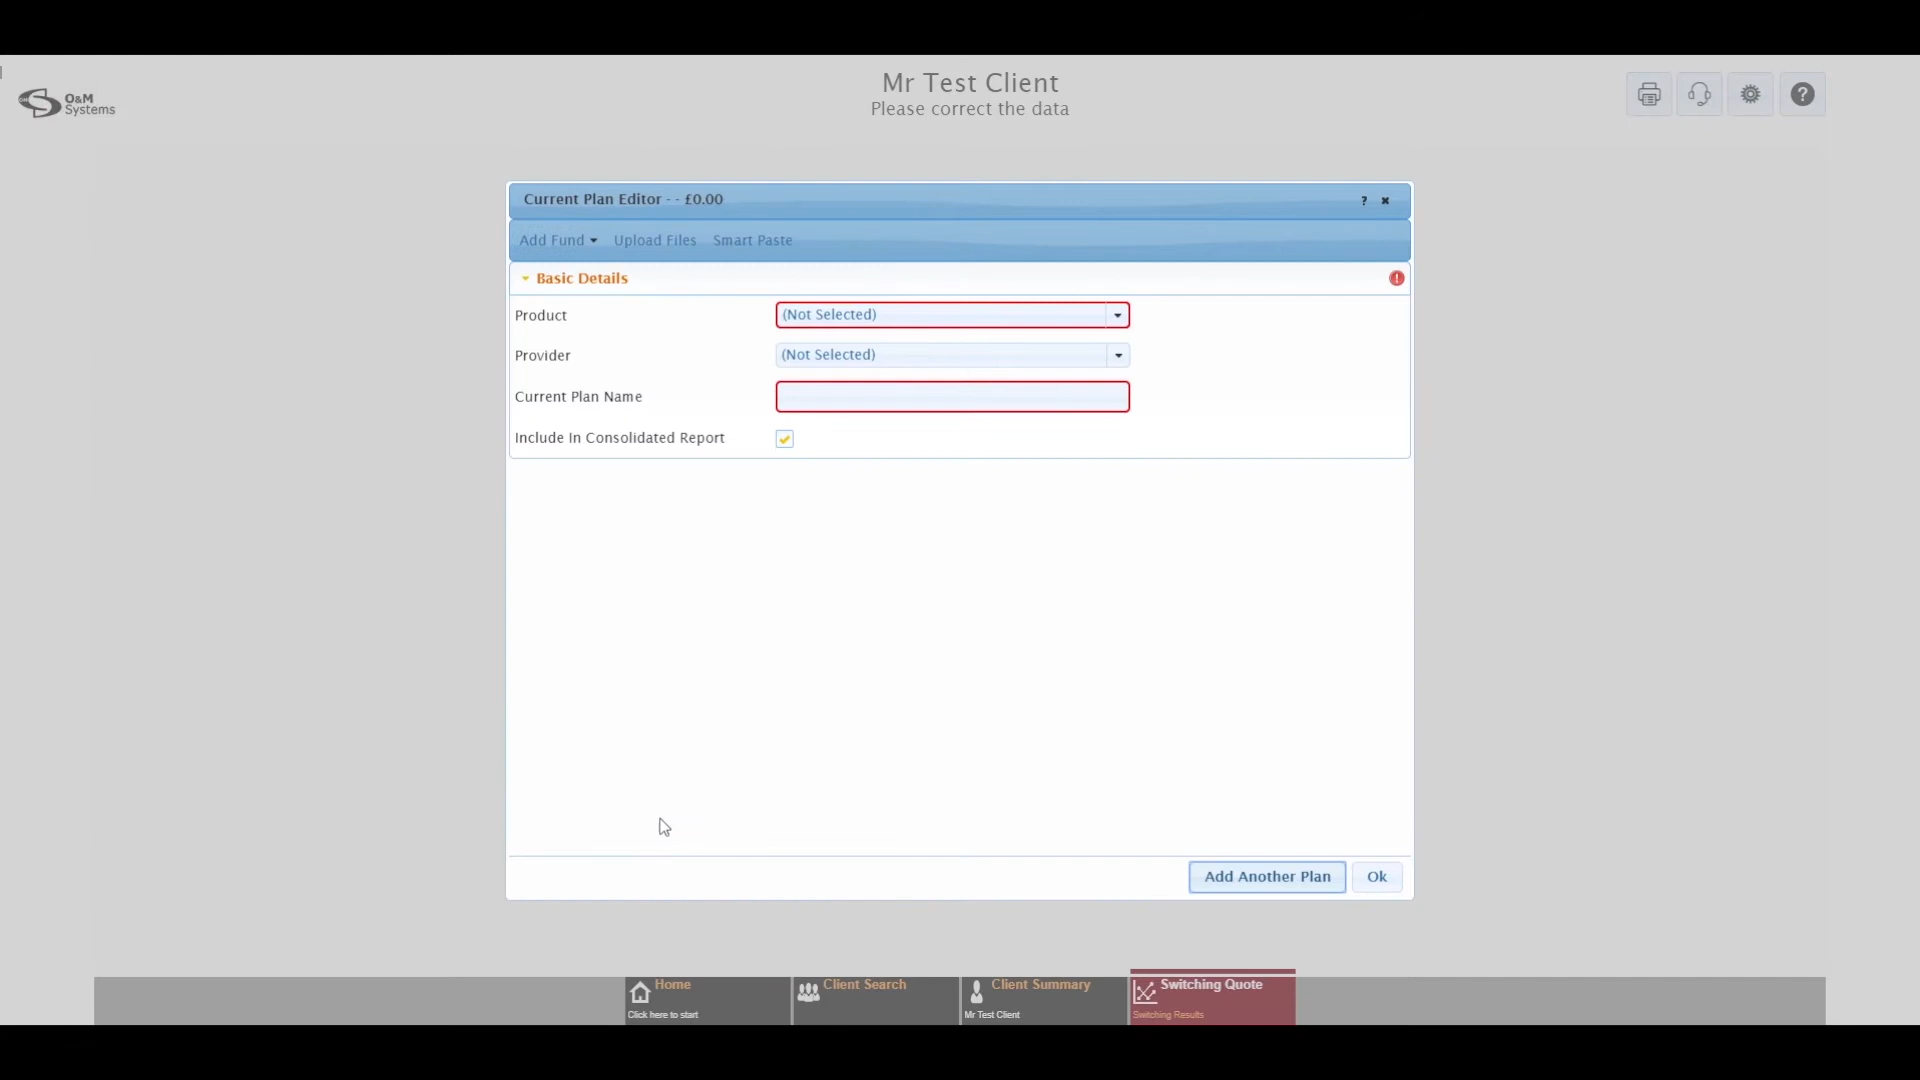 O&M
Systems
Mr Test Client
Please correct the data
?
Current Plan Editor - - £0.00
? ×
Add Fund Upload Files Smart Paste
Basic Details
!
Product (Not Selected)
Provider (Not Selected)
Current Plan Name
Include In Consolidated Report
Add Another Plan Ok
Home Client Search Client Summary Switching Quote
Click here to start Mr Test Client Switching Results